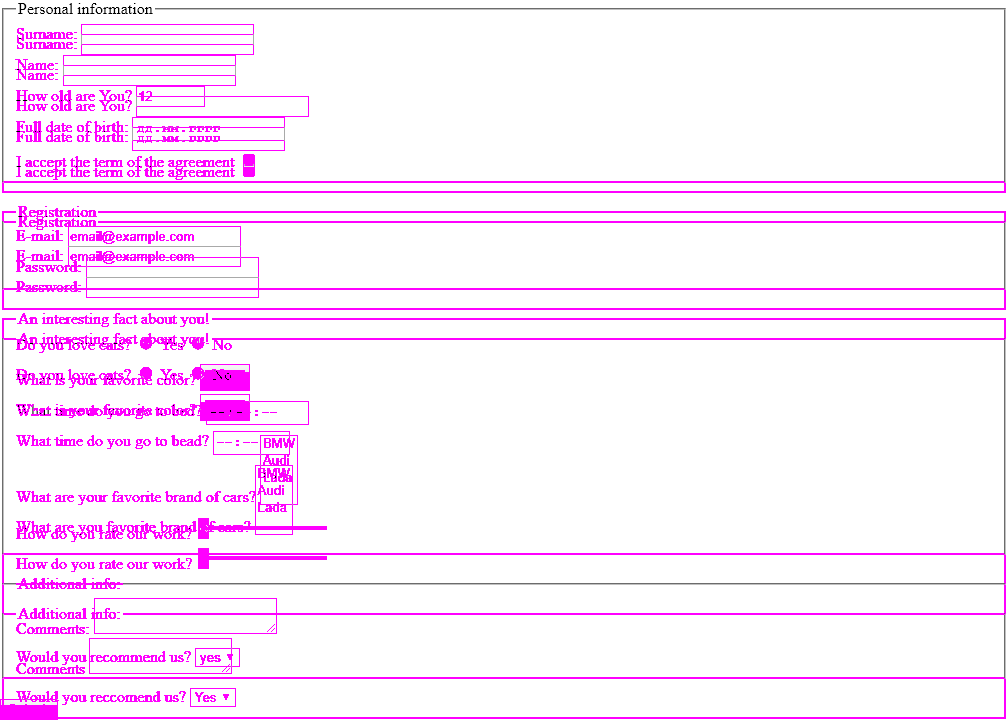 Personal information
Surname:
Surname:
Name:
Name:
How old are You? 12
How old are You?
Full date of birth: дд.мм.гггг
Full date of birth: дд.мм.гггг
I accept the term of the agreement
I accept the term of the agreement
Registration
Registration
E-mail: email@example.com
E-mail: email@example.com
Password:
Password:
An interesting fact about you!
An interesting fact about you!
Do you love cats? Yes No
Do you love cats? Yes No
What is your favorite color?
What is your favorite color?
What time do you go to bed? --:--
What time do you go to bead? --:--
BMW
Audi
Lada
BMW
Audi
Lada
What are your favorite brand of cars?
What are you favorite brand of cars?
How do you rate our work?
How do you rate our work?
Additional info:
Additional info:
Comments:
Would you recommend us? yes
Comments
Would you reccomend us? Yes